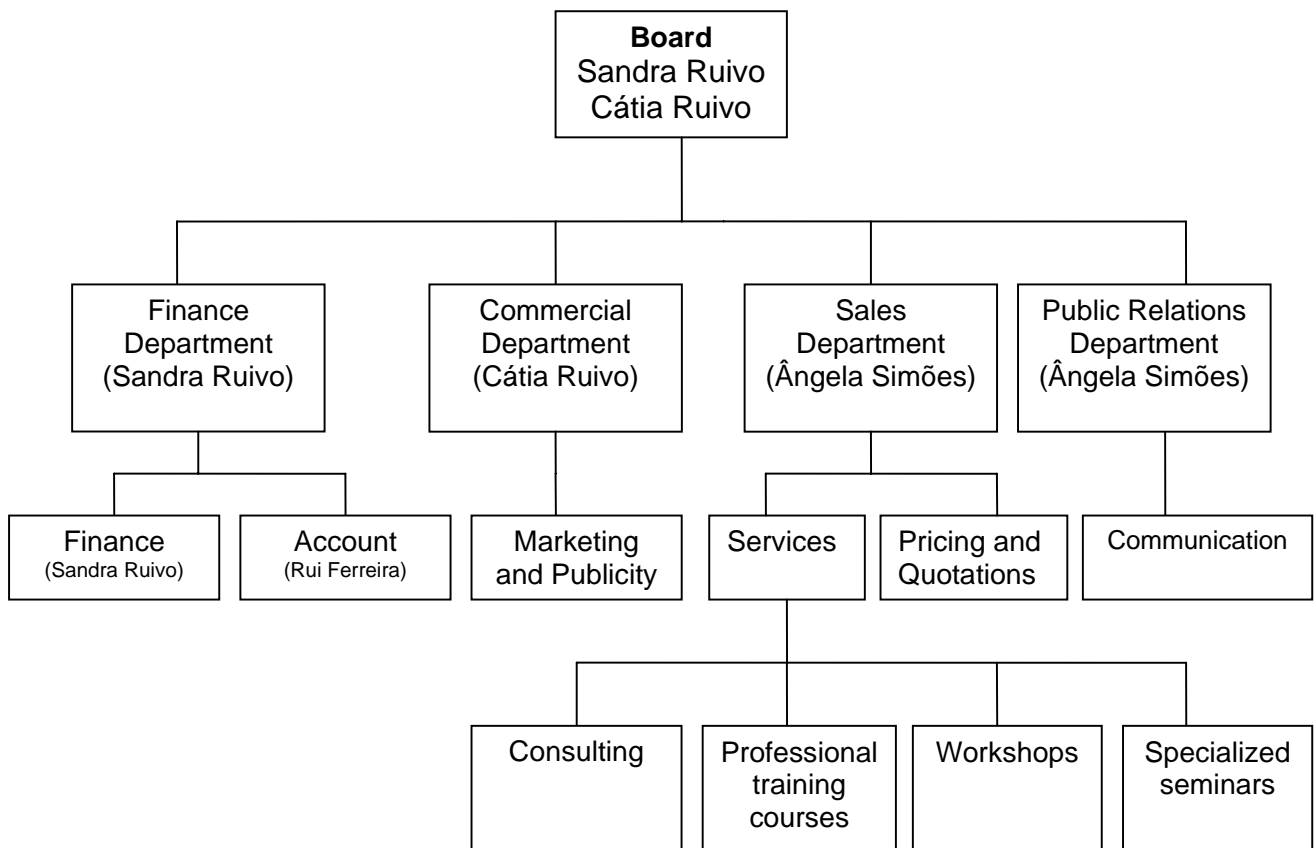 Board
Sandra Ruivo
Cátia Ruivo
Finance
Department
(Sandra Ruivo)
Commercial
Department
(Cátia Ruivo)
Sales
Department
(Ângela Simões)
Public Relations
Department
(Ângela Simões)
Finance
(Sandra Ruivo)
Account
(Rui Ferreira)
Marketing
and Publicity
Services
Pricing and
Quotations
Communication
Consulting
Professional
training
courses
Workshops
Specialized
seminars